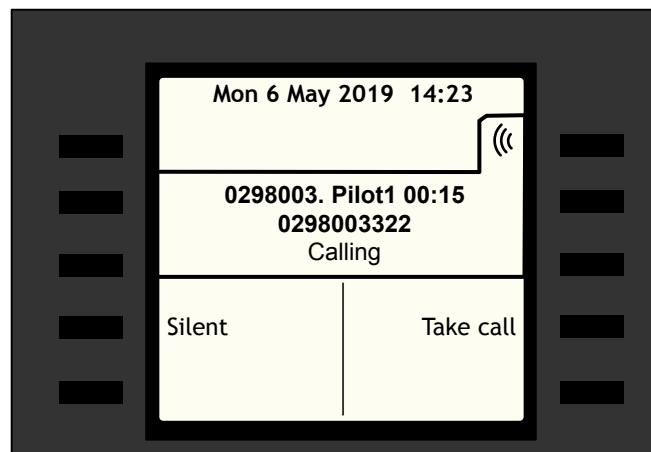 Mon 6 May 2019 14:23
0298003. Pilot1 00:15
0298003322
Calling
Silent Take call